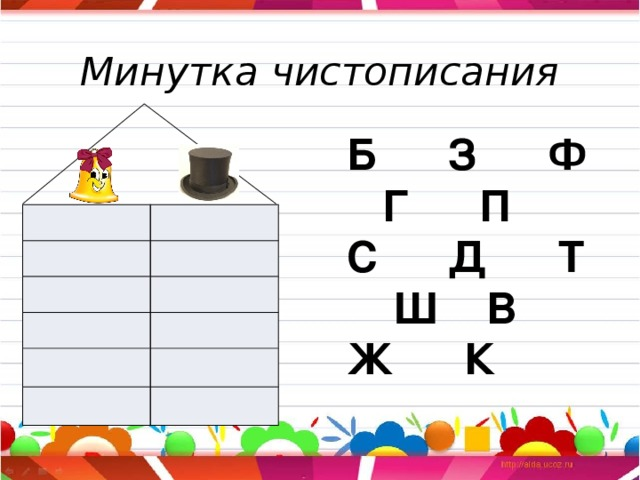 Минутка чистописания
Б З Ф
Г П
С Д Т
Ш В
Ж К
http://aida.ucoz.ru